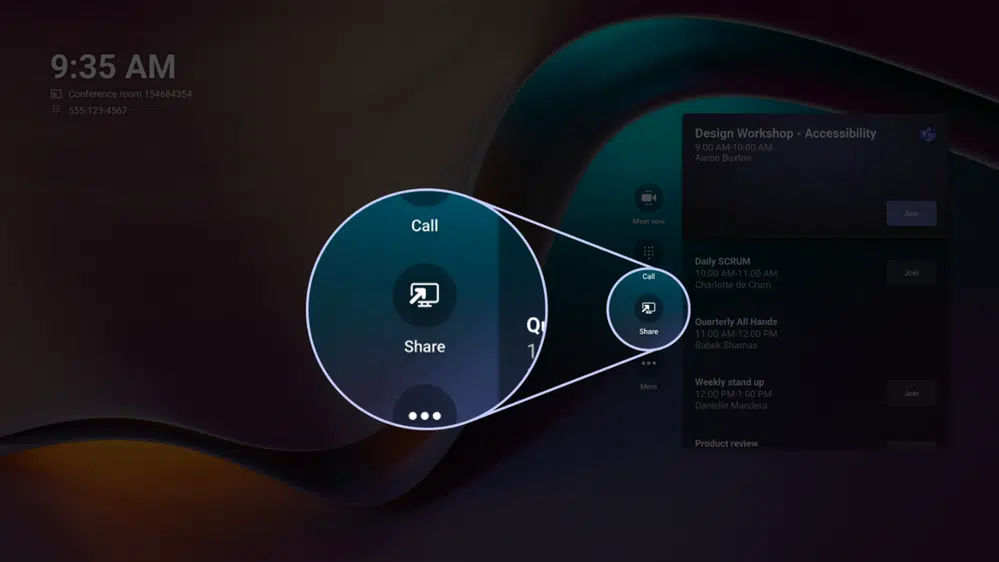 9:35 AM
Conference room 154684354
555-123-4567
Design Workshop - Accessibility
9:00 AM-10:00 AM
Aaron Buxton
Join
Meet now
Call
Share
More
Call
Share
Qu
1
Daily SCRUM
10:00 AM-11:00 AM
Charlotte de Crum
Join
Quarterly All Hands
11:00 AM-12:00 PM
Babek Shamas
Weekly stand up
12:00 PM-1:00 PM
Danielle Mandera
Join
Product review